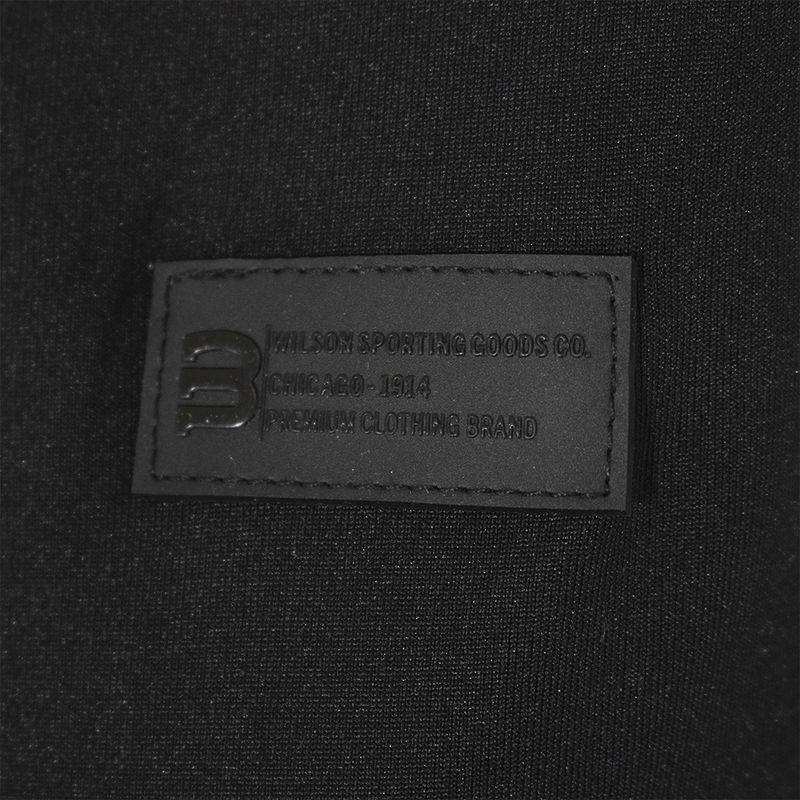 W
WILSON SPORTING GOODS CO.
CHICAGO - 1914
PREMIUM CLOTHING BRAND